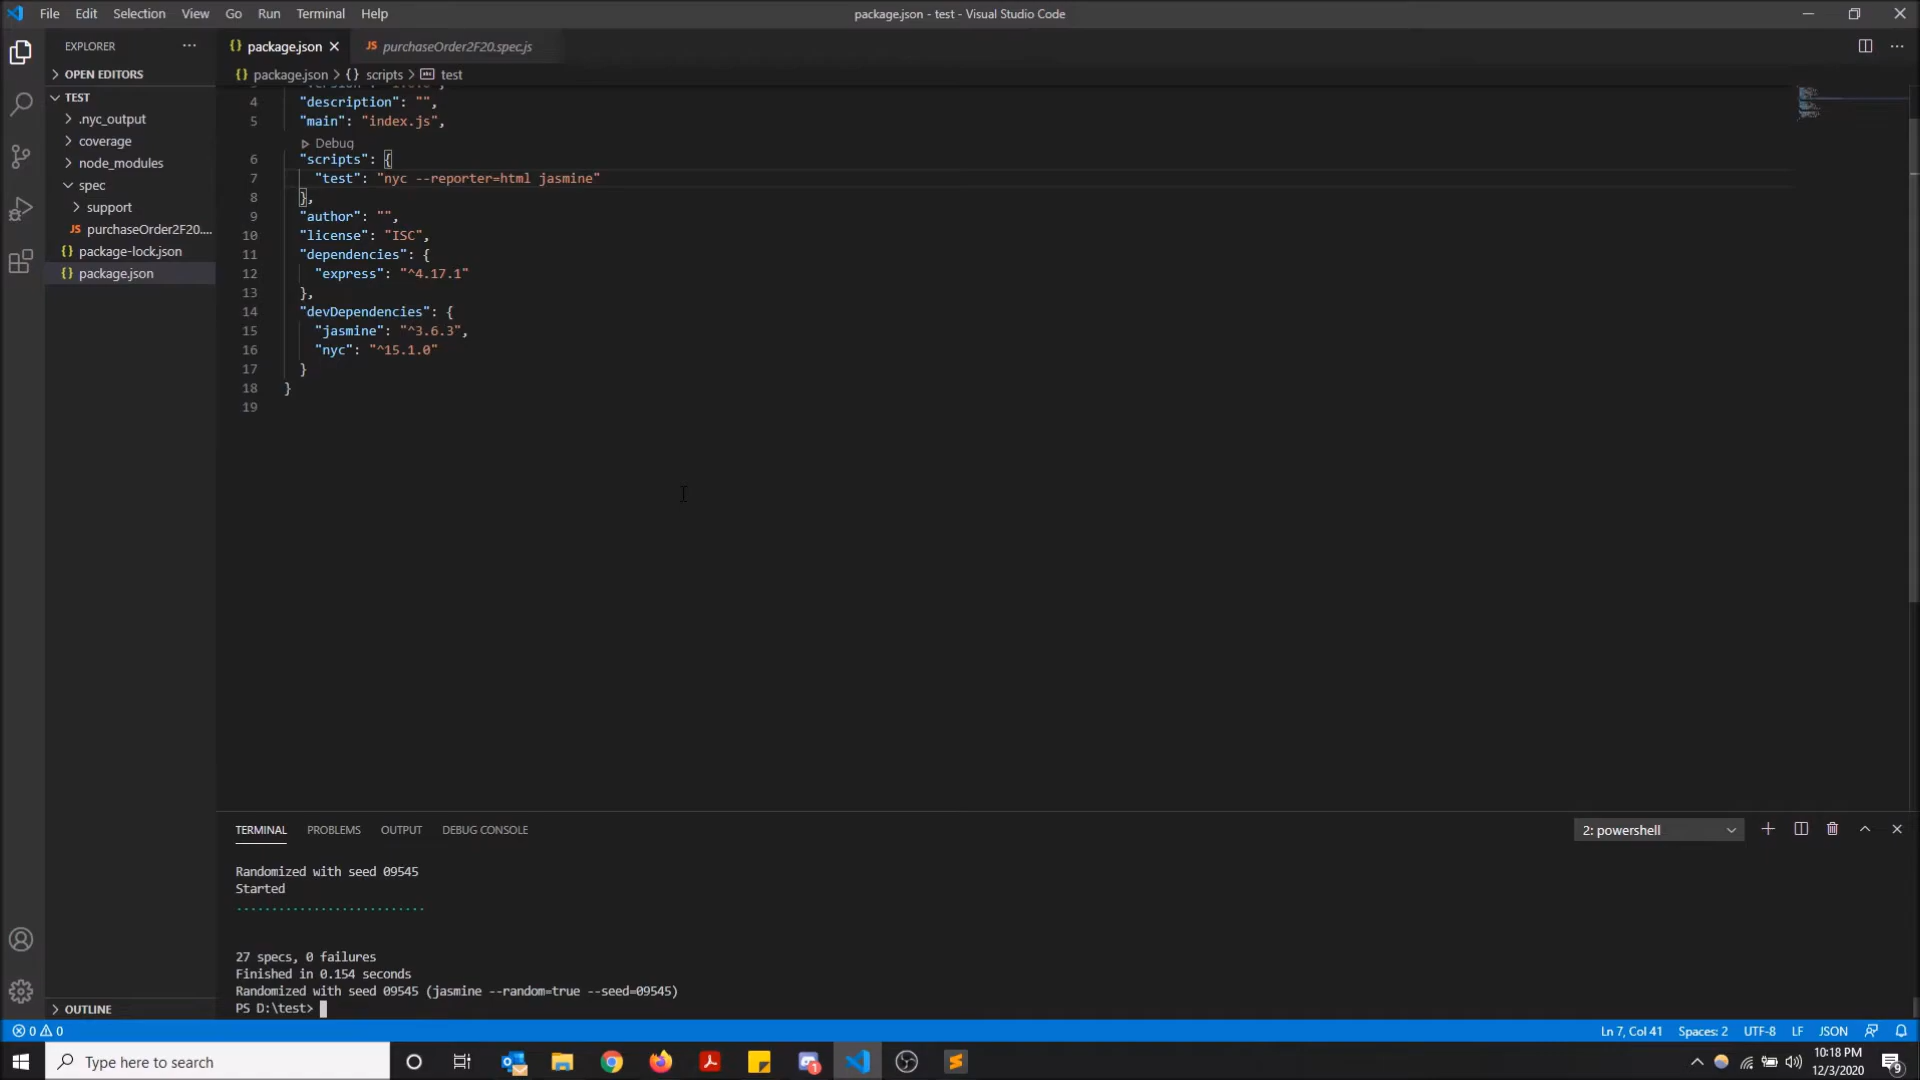 File Edit Selection View Go Run Terminal Help
package.json - test - Visual Studio Code
EXPLORER
OPEN EDITORS
TEST
.nyc_output
coverage
node_modules
spec
support
JS purchaseOrder2F20....
{} package-lock.json
{} package.json
OUTLINE
{} package.json JS purchaseOrder2F20.spec.js
{} package.json > {} scripts > abc test
4 "description": "",
5 "main": "index.js",
Debug
6 "scripts": {
7 "test": "nyc --reporter=html jasmine"
8 },
9 "author": "",
10 "license": "ISC",
11 "dependencies": {
12 "express": "^4.17.1"
13 },
14 "devDependencies": {
15 "jasmine": "^3.6.3",
16 "nyc": "^15.1.0"
17 }
18 }
19
TERMINAL PROBLEMS OUTPUT DEBUG CONSOLE
2: powershell
Randomized with seed 09545
Started
...........................
27 specs, 0 failures
Finished in 0.154 seconds
Randomized with seed 09545 (jasmine --random=true --seed=09545)
PS D:\test>
0 0
Ln 7, Col 41 Spaces: 2 UTF-8 LF JSON
Type here to search
10:18 PM
12/3/2020